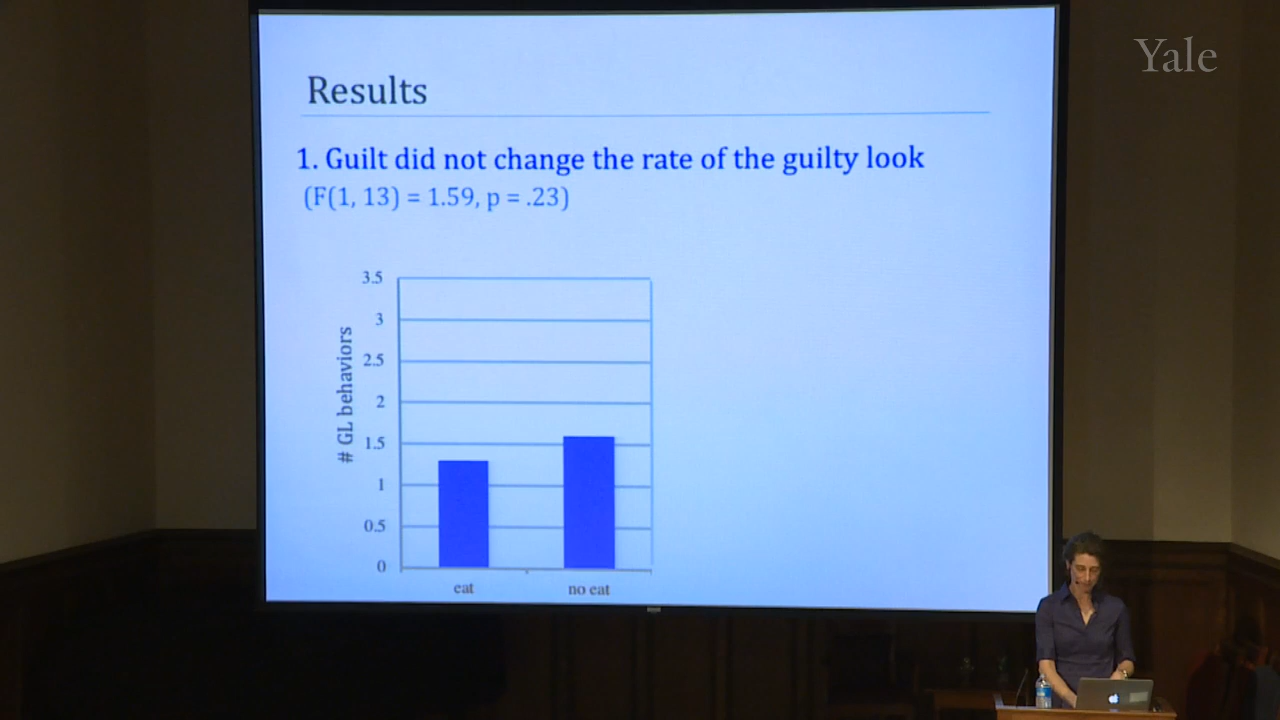 Yale
Results
1. Guilt did not change the rate of the guilty look
(F(1, 13) = 1.59, p = .23)
# GL behaviors
3.5
3
2.5
2
1.5
1
0.5
0
eat
no eat